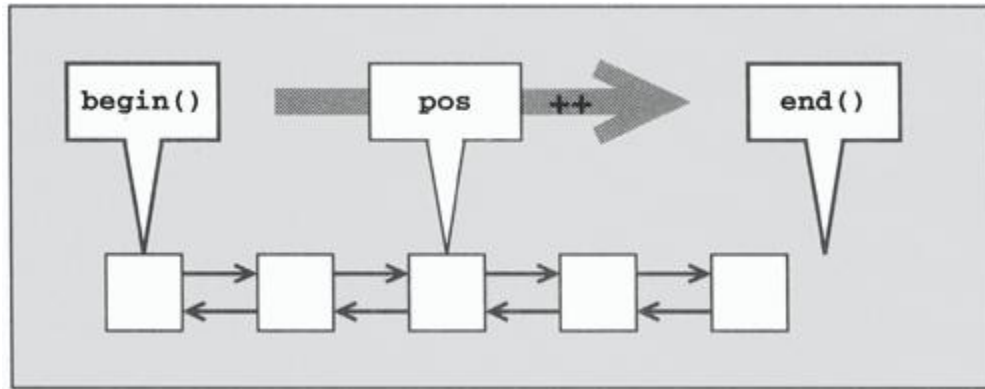 begin() pos ++ end()